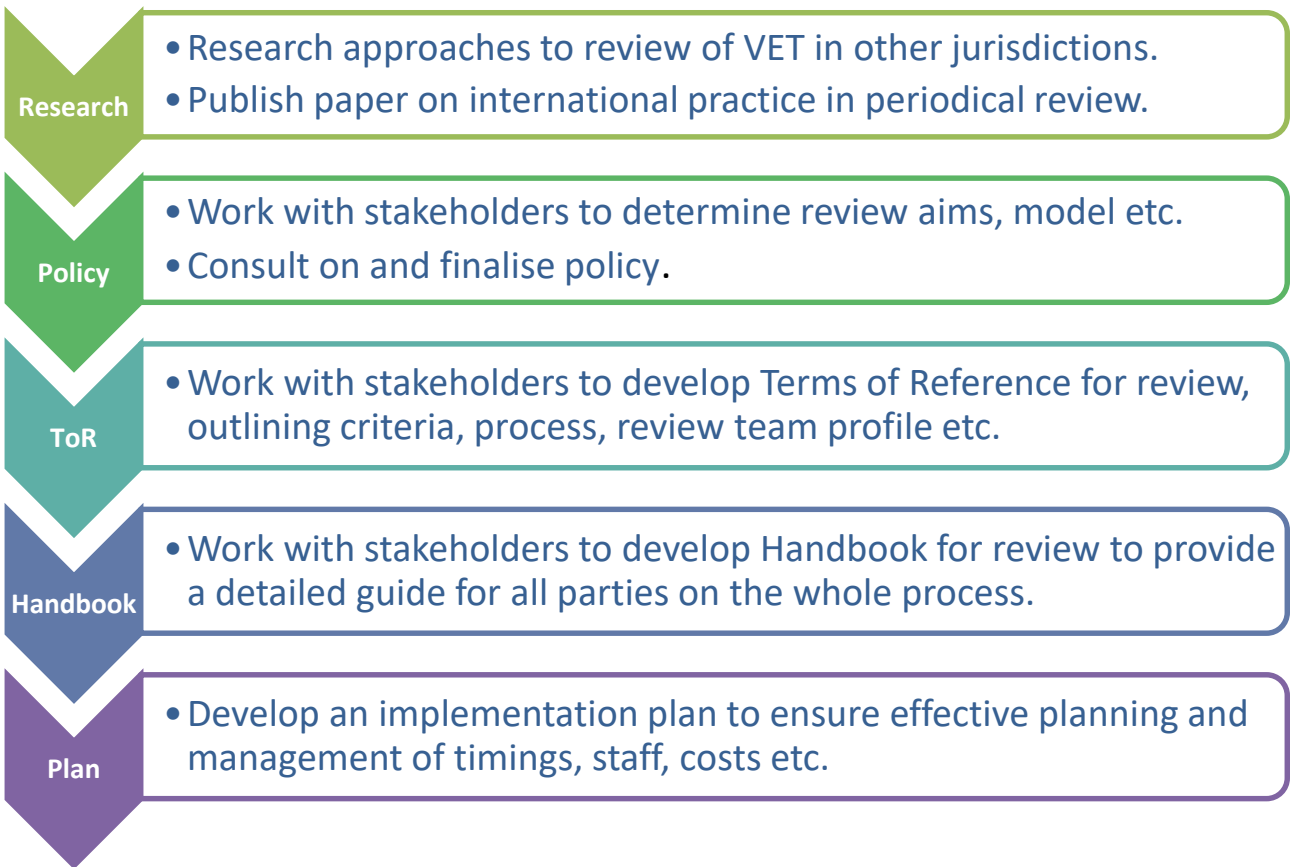 Research
• Research approaches to review of VET in other jurisdictions.
• Publish paper on international practice in periodical review.
Policy
• Work with stakeholders to determine review aims, model etc.
• Consult on and finalise policy.
ToR
• Work with stakeholders to develop Terms of Reference for review,
outlining criteria, process, review team profile etc.
Handbook
• Work with stakeholders to develop Handbook for review to provide
a detailed guide for all parties on the whole process.
Plan
• Develop an implementation plan to ensure effective planning and
management of timings, staff, costs etc.